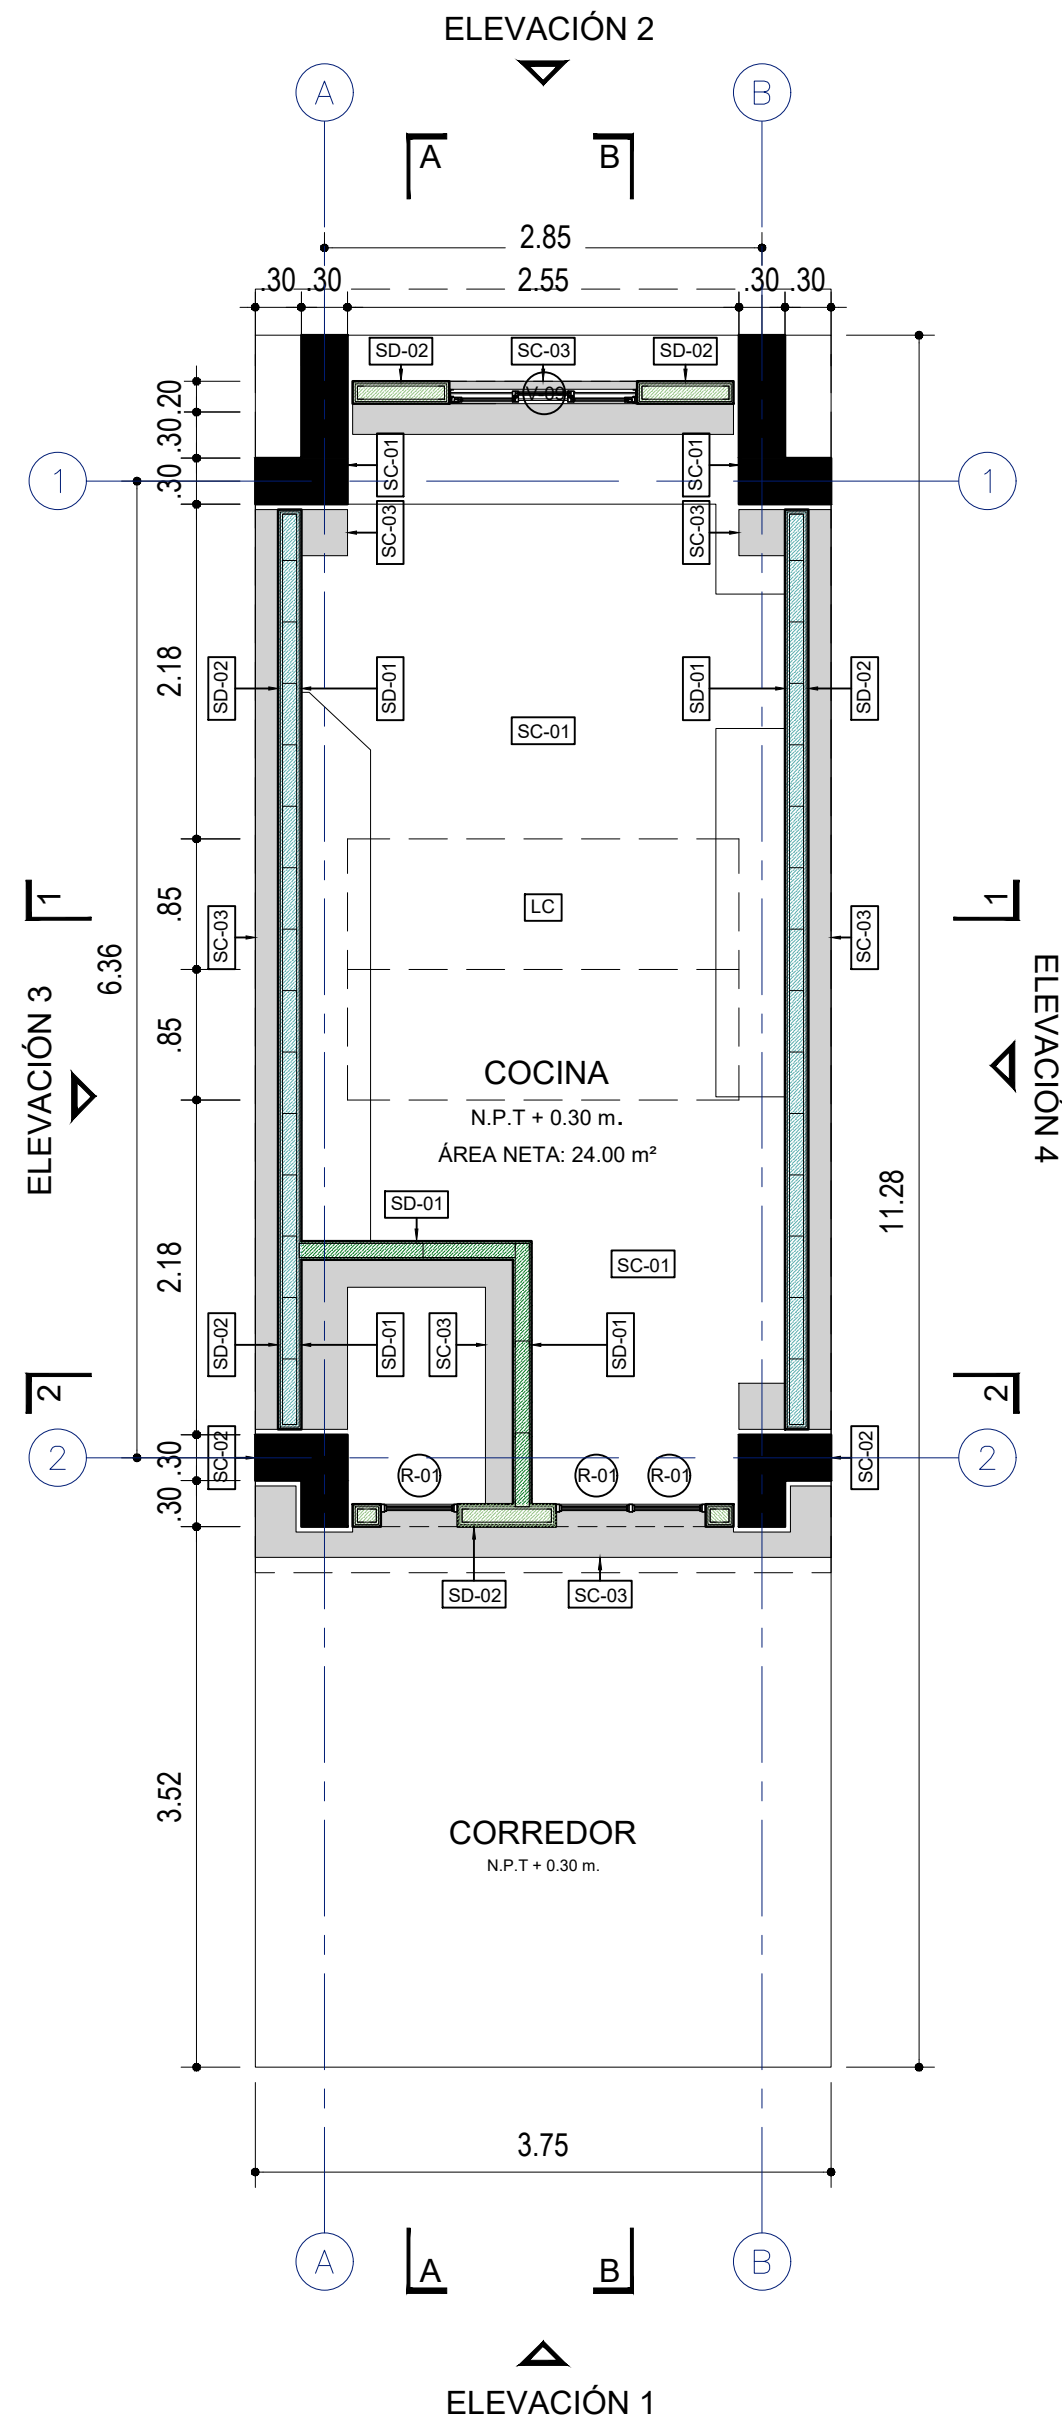 ELEVACIÓN 2
A
B
A
B
2.85
.30
.30
2.55
.30
.30
SD-02
SC-03
SD-02
V-03
.20
.30
.30
SC-01
SC-01
1
1
SC-03
SC-03
2.18
SD-02
SD-01
SD-01
SD-02
SC-01
1
.85
LC
1
SC-03
SC-03
6.36
ELEVACIÓN 3
ELEVACIÓN 4
.85
COCINA
N.P.T + 0.30 m.
ÁREA NETA: 24.00 m²
11.28
SD-01
2.18
SC-01
SD-02
SD-01
SC-03
SD-01
2
2
2
.30
SC-02
SC-02
2
R-01
R-01
R-01
.30
SD-02
SC-03
3.52
CORREDOR
N.P.T + 0.30 m.
3.75
A
A
B
B
ELEVACIÓN 1